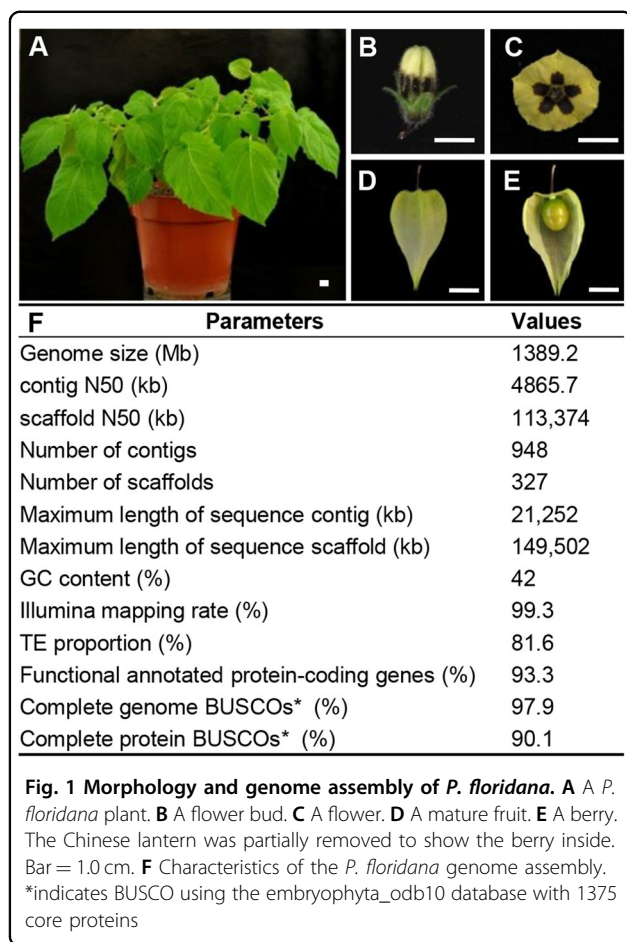 A
B
C
D
E
F Parameters Values
Genome size (Mb) 1389.2
contig N50 (kb) 4865.7
scaffold N50 (kb) 113,374
Number of contigs 948
Number of scaffolds 327
Maximum length of sequence contig (kb) 21,252
Maximum length of sequence scaffold (kb) 149,502
GC content (%) 42
Illumina mapping rate (%) 99.3
TE proportion (%) 81.6
Functional annotated protein-coding genes (%) 93.3
Complete genome BUSCOs* (%) 97.9
Complete protein BUSCOs* (%) 90.1
Fig. 1 Morphology and genome assembly of P. floridana. A A P.
floridana plant. B A flower bud. C A flower. D A mature fruit. E A berry.
The Chinese lantern was partially removed to show the berry inside.
Bar = 1.0 cm. F Characteristics of the P. floridana genome assembly.
*indicates BUSCO using the embryophyta_odb10 database with 1375
core proteins